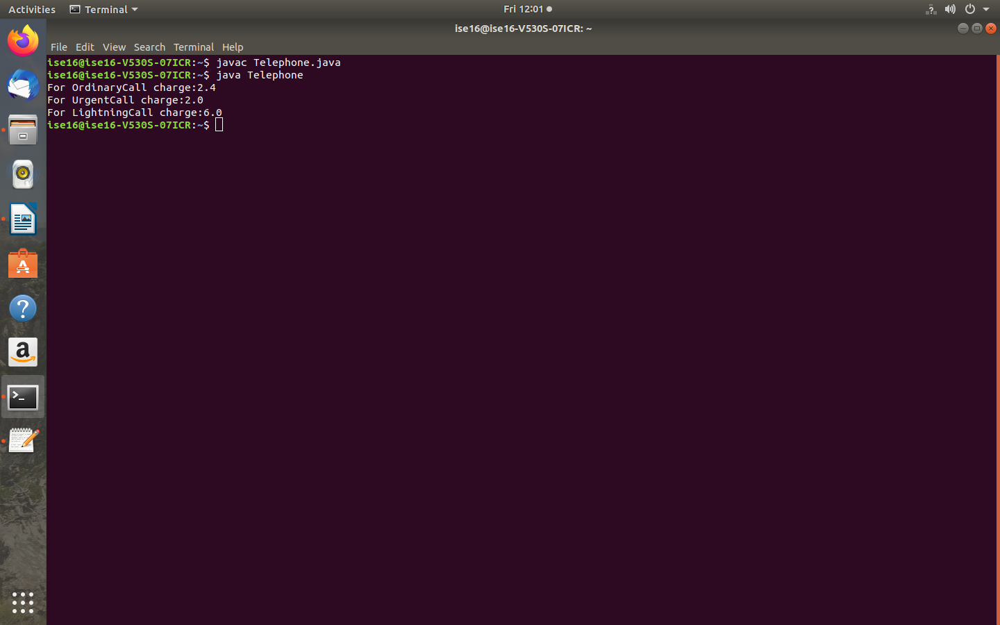 Activities Terminal Fri 12:01
ise16@ise16-V530S-07ICR: ~
File Edit View Search Terminal Help
ise16@ise16-V530S-07ICR:~$ javac Telephone.java
ise16@ise16-V530S-07ICR:~$ java Telephone
For OrdinaryCall charge:2.4
For UrgentCall charge:2.0
For LightningCall charge:6.0
ise16@ise16-V530S-07ICR:~$